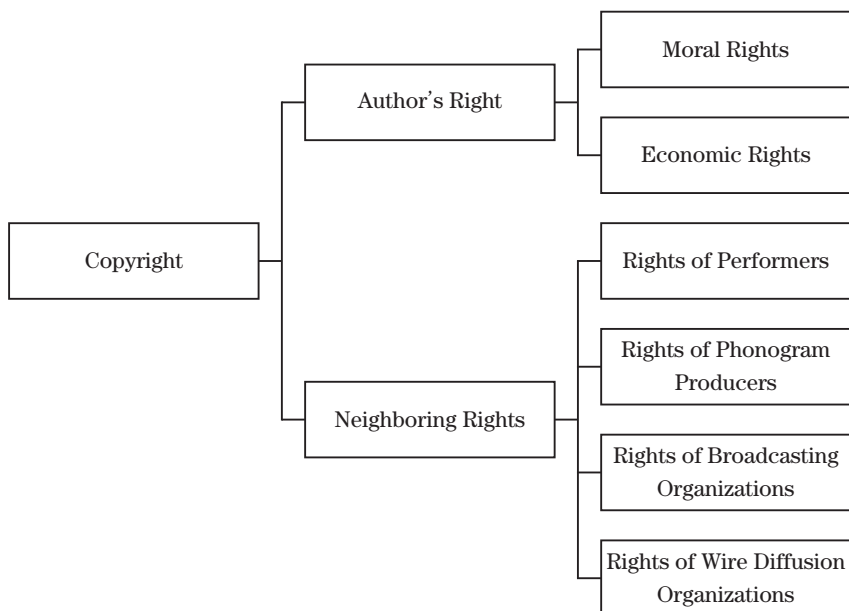 Moral Rights
Author’s Right
Economic Rights
Copyright
Rights of Performers
Rights of Phonogram
Producers
Neighboring Rights
Rights of Broadcasting
Organizations
Rights of Wire Diffusion
Organizations